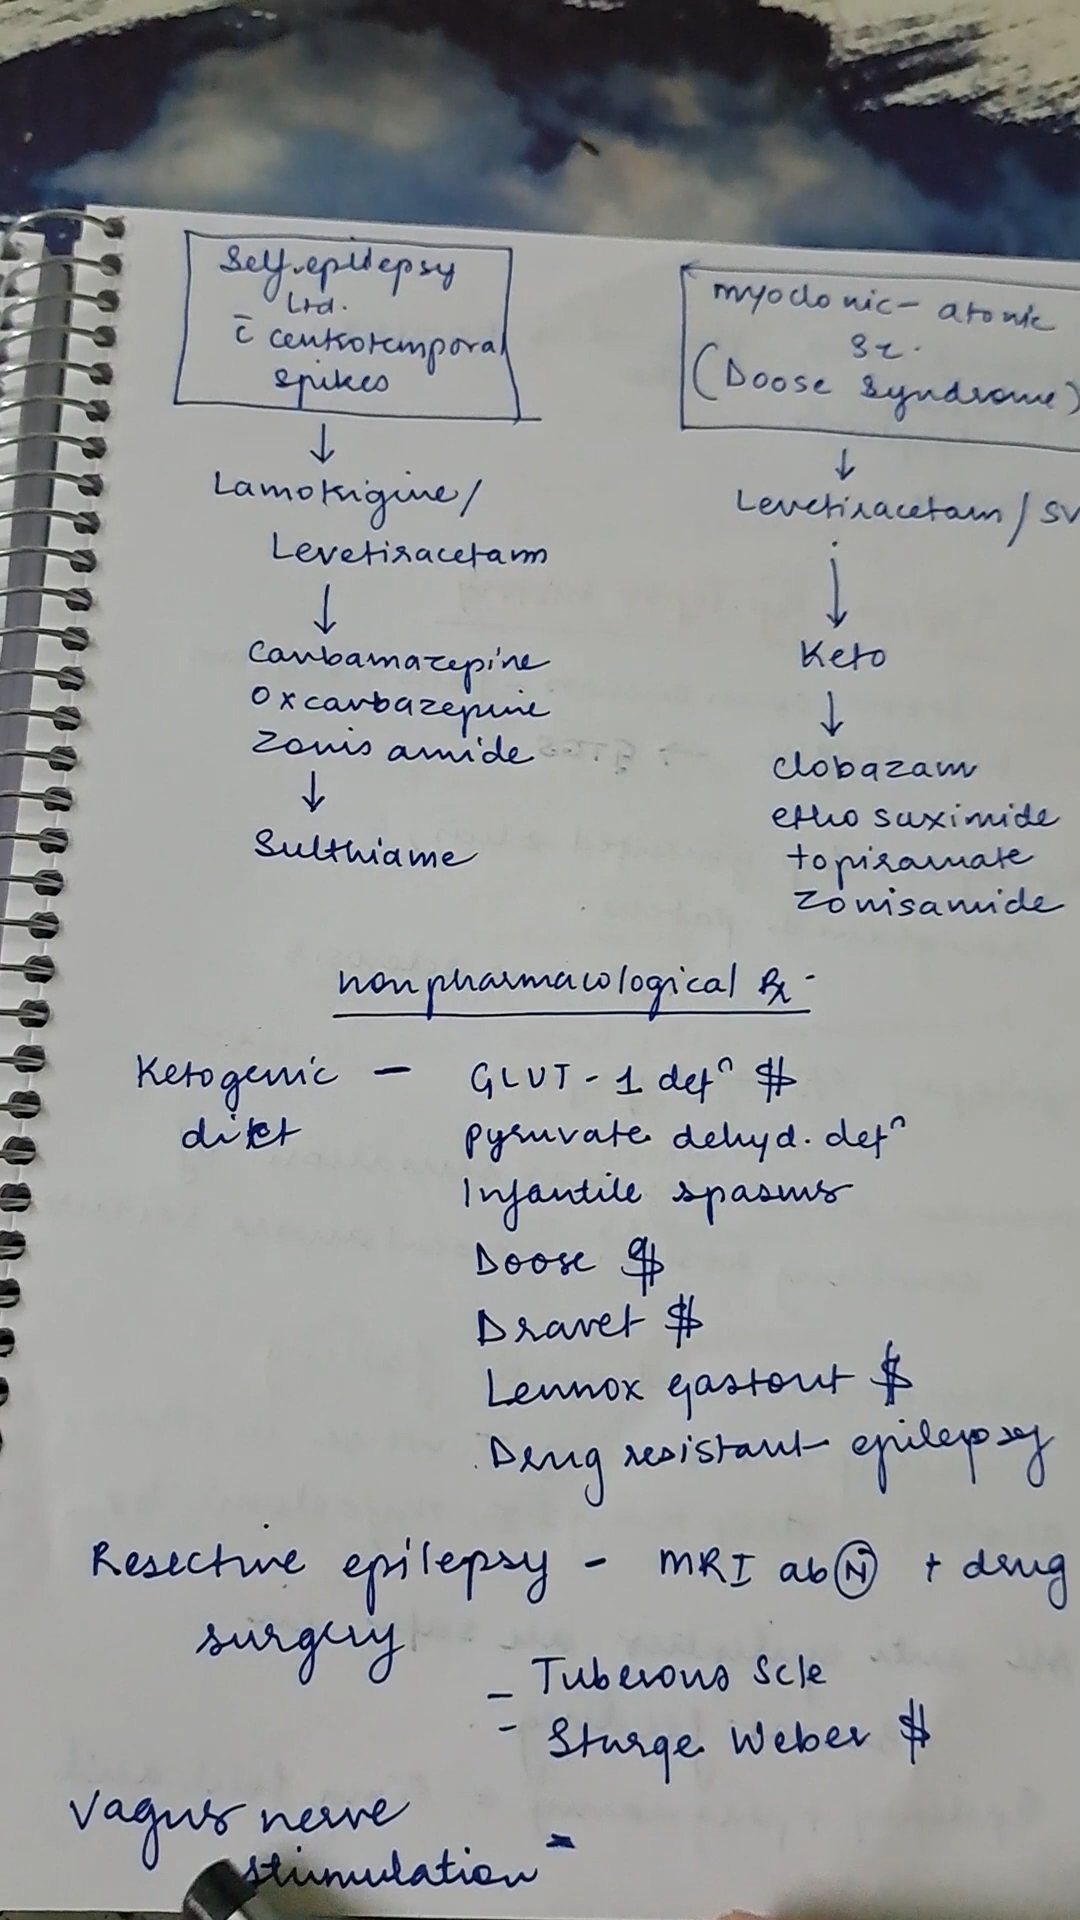 Self.epilepsy
Ltd.
c̄ centrotemporal
spikes
↓
Lamotrigine/
Levetiracetam
↓
Carbamazepine
Oxcarbazepine
Zonisamide
↓
Sulthiame
myoclonic-atonic
Sz.
(Doose Syndrome)
↓
Levetiracetam / SV
↓
Keto
↓
clobazam
ethosuximide
topiramate
zonisamide
nonpharmacological Rx -
Ketogenic – GLUT-1 defⁿ $
diet pyruvate dehyd. defⁿ
Infantile spasms
Doose $
Dravet $
Lennox gastout $
Drug resistant epilepsy
Resective epilepsy - MRI abⓃ + drug
surgery
– Tuberous Scle
- Sturge Weber $
Vagus nerve
stimulation -